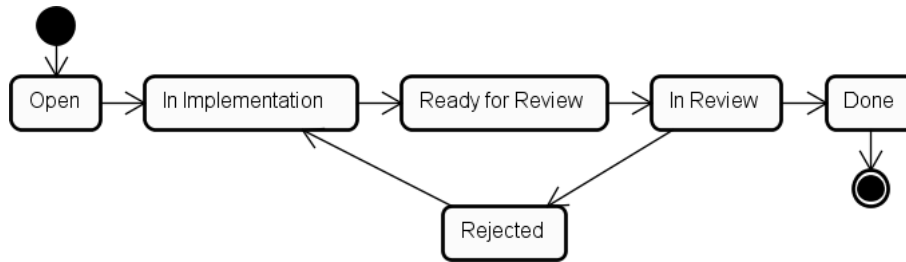 Open
In Implementation
Ready for Review
In Review
Done
Rejected